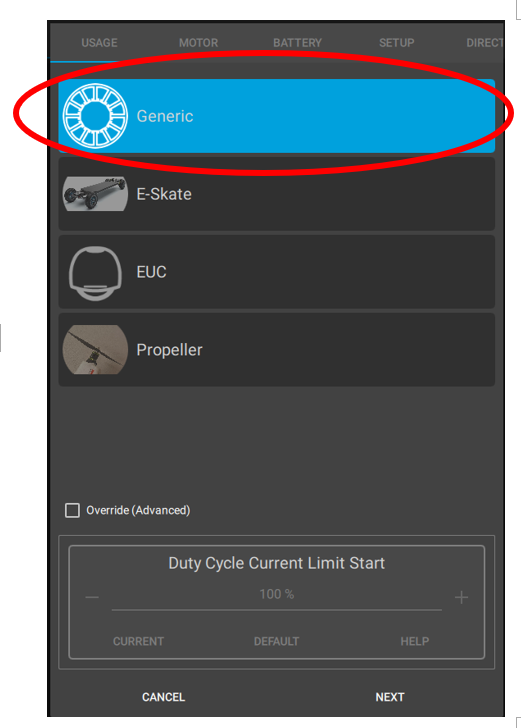 USAGE MOTOR BATTERY SETUP DIRECT
Generic
E-Skate
EUC
Propeller
Override (Advanced)
Duty Cycle Current Limit Start
100 %
CURRENT DEFAULT HELP
CANCEL NEXT